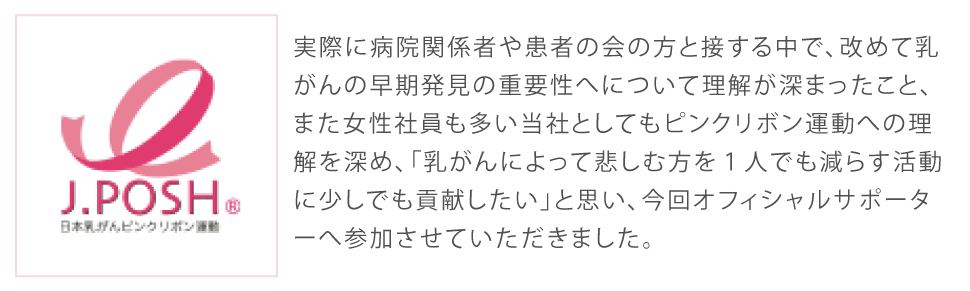 J.POSH®
日本乳がんピンクリボン運動
実際に病院関係者や患者の会の方と接する中で、改めて乳
がんの早期発見の重要性へについて理解が深まったこと、
また女性社員も多い当社としてもピンクリボン運動への理
解を深め、「乳がんによって悲しむ方を1人でも減らす活動
に少しでも貢献したい」と思い、今回オフィシャルサポータ
ーへ参加させていただきました。